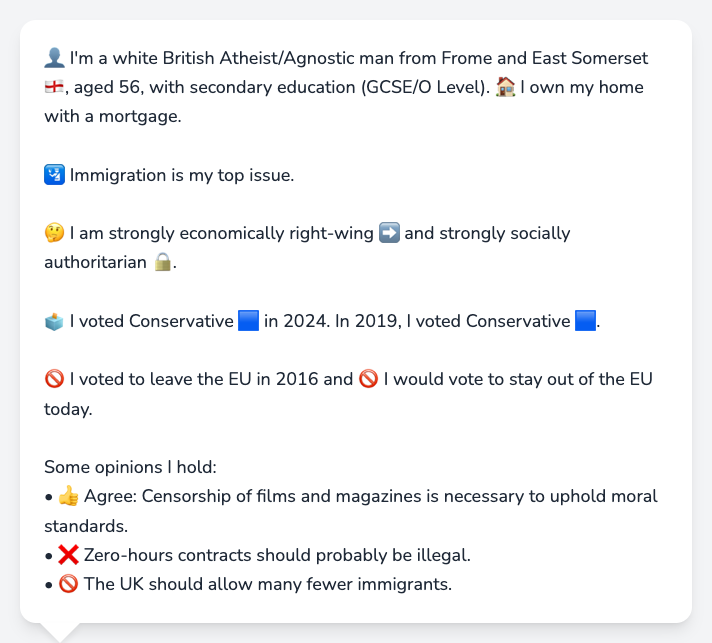 👤 I'm a white British Atheist/Agnostic man from Frome and East Somerset
🏴󠁧󠁢󠁥󠁮󠁧󠁿, aged 56, with secondary education (GCSE/O Level). 🏠 I own my home
with a mortgage.
🛂 Immigration is my top issue.
🤔 I am strongly economically right-wing ➡️ and strongly socially
authoritarian 🔒.
🗳️ I voted Conservative 🟦 in 2024. In 2019, I voted Conservative 🟦.
🚫 I voted to leave the EU in 2016 and 🚫 I would vote to stay out of the EU
today.
Some opinions I hold:
• 👍 Agree: Censorship of films and magazines is necessary to uphold moral
standards.
• ❌ Zero-hours contracts should probably be illegal.
• 🚫 The UK should allow many fewer immigrants.